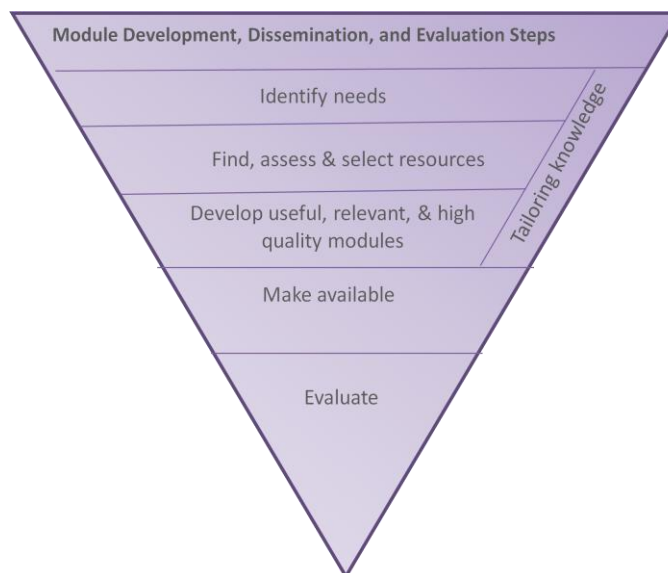 Module Development, Dissemination, and Evaluation Steps
Identify needs
Find, assess & select resources
Develop useful, relevant, & high
quality modules
Tailoring knowledge
Make available
Evaluate